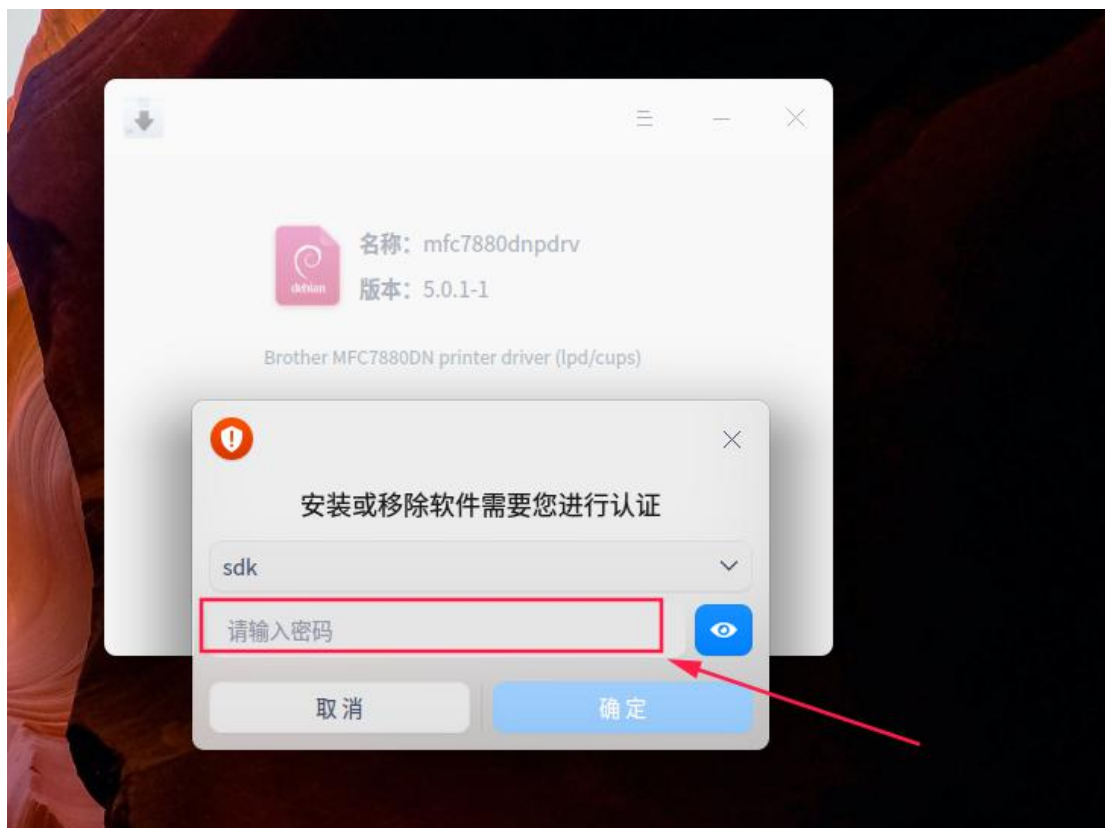 名称： mfc7880dnpdrv
debian
版本： 5.0.1-1
Brother MFC7880DN printer driver (lpd/cups)
安装或移除软件需要您进行认证
sdk
请输入密码
取消 确定